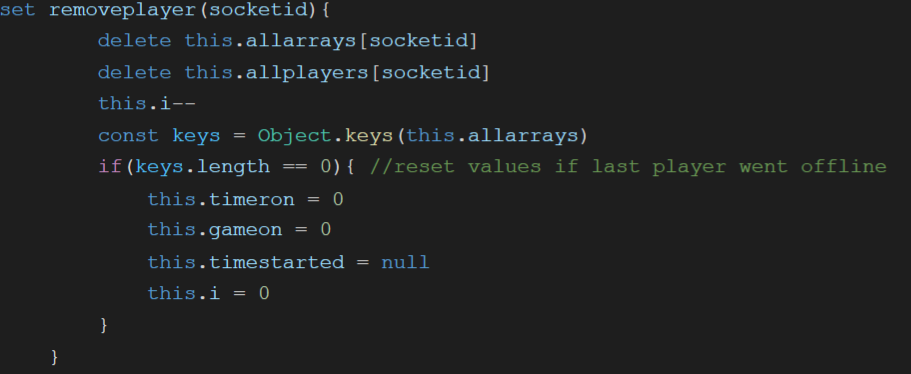 set removeplayer(socketid){
        delete this.allarrays[socketid]
        delete this.allplayers[socketid]
        this.i--
        const keys = Object.keys(this.allarrays)
        if(keys.length == 0){ //reset values if last player went offline
            this.timeron = 0
            this.gameon = 0
            this.timestarted = null
            this.i = 0
        }
    }